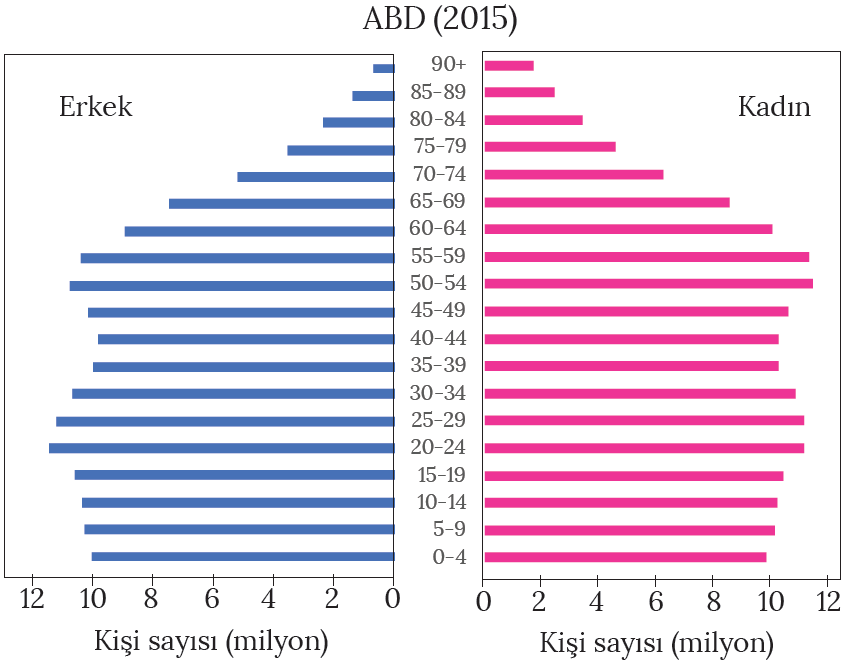 ABD (2015)
Erkek
Kadın
90+
85–89
80–84
75–79
70–74
65–69
60–64
55–59
50–54
45–49
40–44
35–39
30–34
25–29
20–24
15–19
10–14
5–9
0–4
12 10 8 6 4 2 0
0 2 4 6 8 10 12
Kişi sayısı (milyon)
Kişi sayısı (milyon)